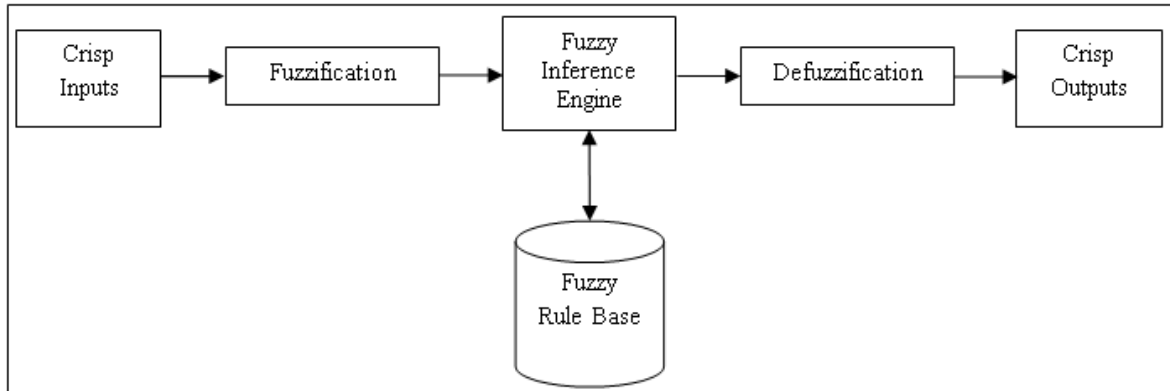 Crisp
Inputs
Fuzzification
Fuzzy
Inference
Engine
Defuzzification
Crisp
Outputs
Fuzzy
Rule Base